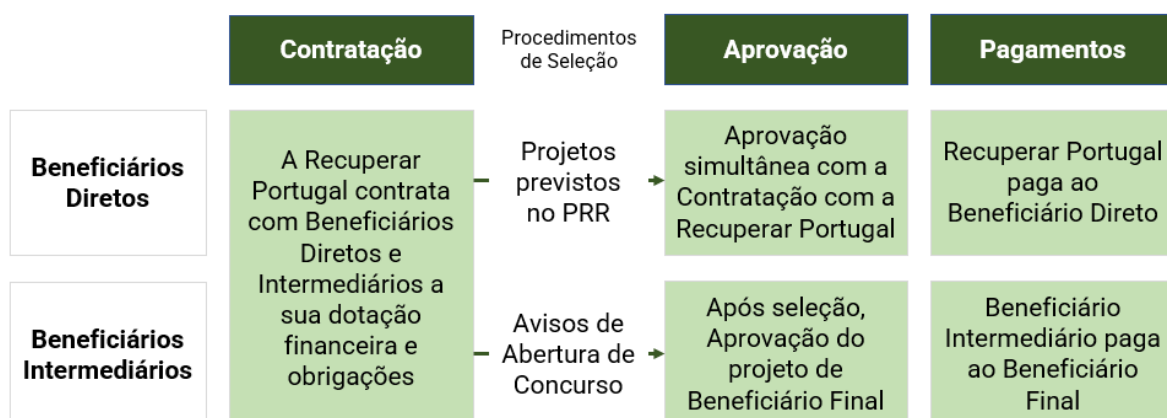 Contratação
Procedimentos
de Seleção
Aprovação
Pagamentos
Beneficiários
Diretos
A Recuperar
Portugal contrata
com Beneficiários
Diretos e
Intermediários a
sua dotação
financeira e
obrigações
Projetos
previstos
no PRR
Aprovação
simultânea com a
Contratação com a
Recuperar Portugal
Recuperar Portugal
paga ao
Beneficiário Direto
Beneficiários
Intermediários
Avisos de
Abertura de
Concurso
Após seleção,
Aprovação do
projeto de
Beneficiário Final
Beneficiário
Intermediário paga
ao Beneficiário
Final